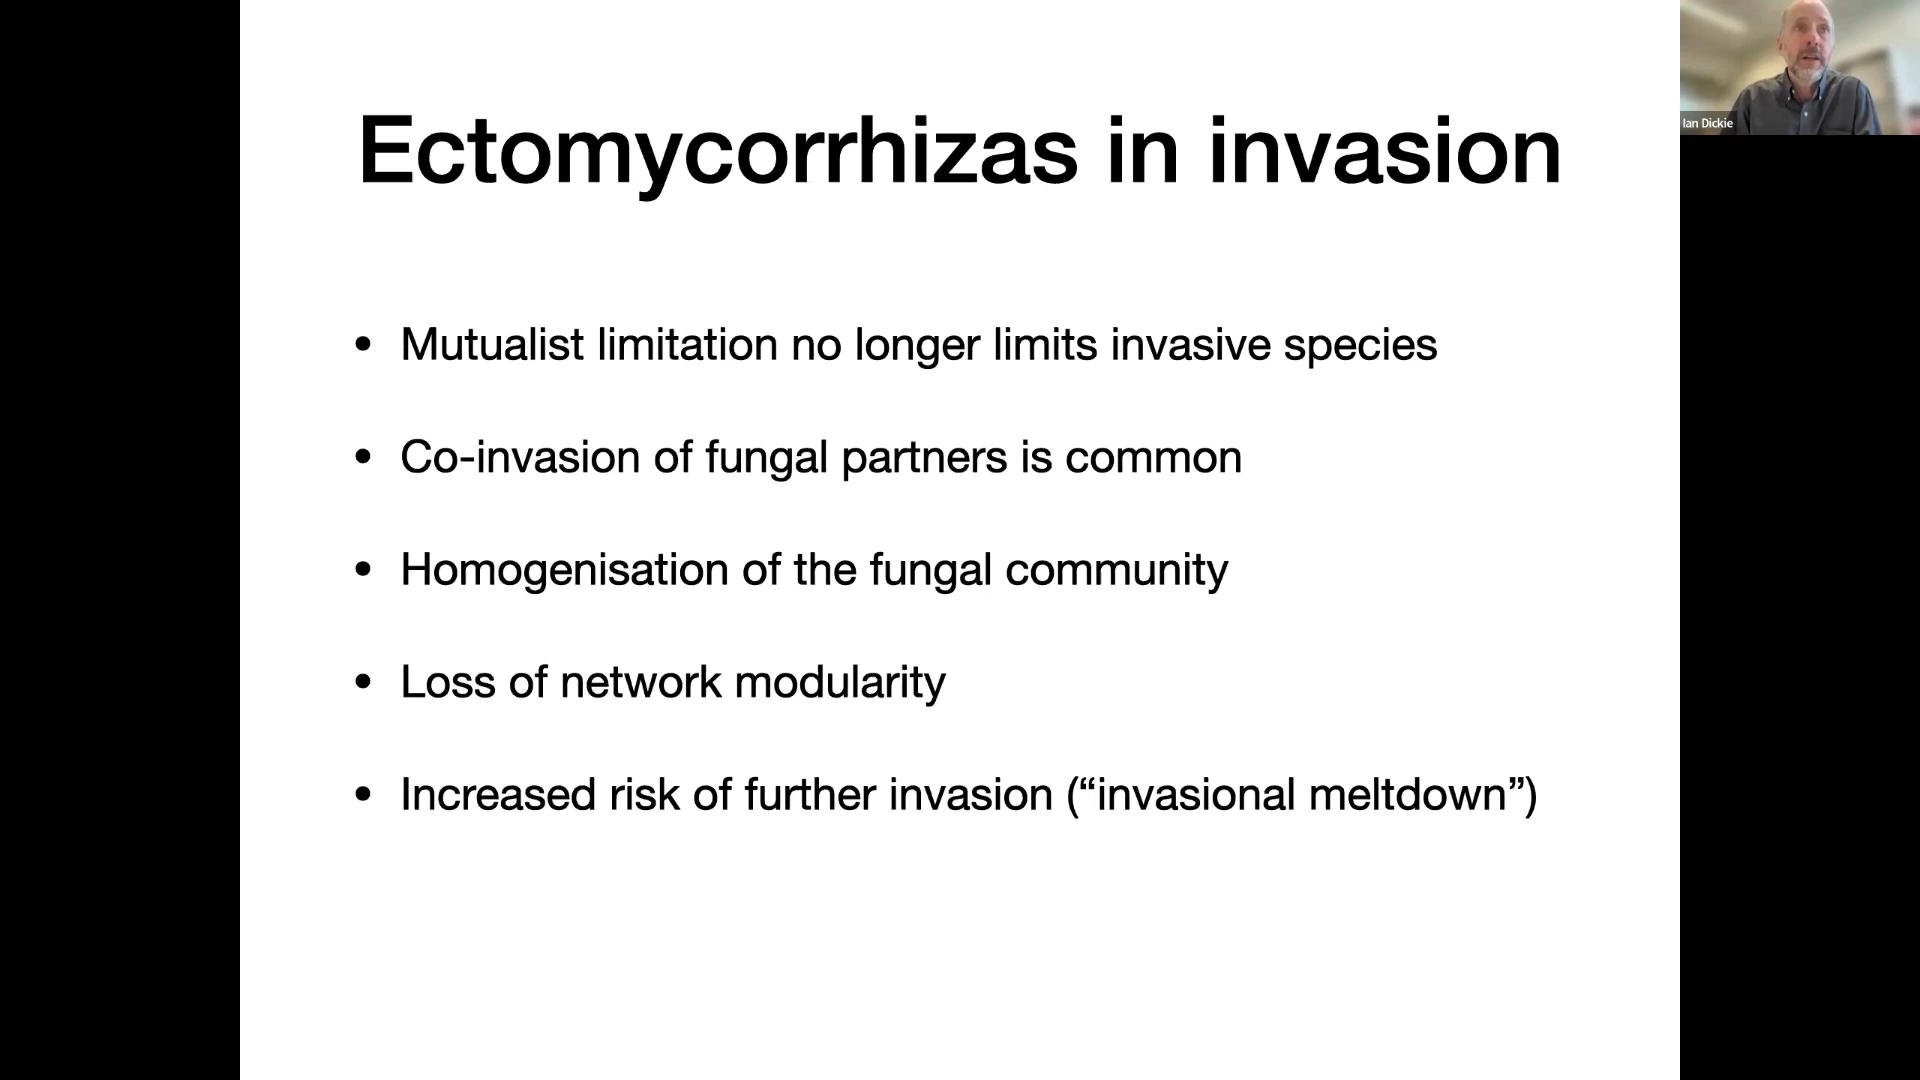 Ectomycorrhizas in invasion
• Mutualist limitation no longer limits invasive species
• Co-invasion of fungal partners is common
• Homogenisation of the fungal community
• Loss of network modularity
• Increased risk of further invasion (“invasional meltdown”)
Ian Dickie